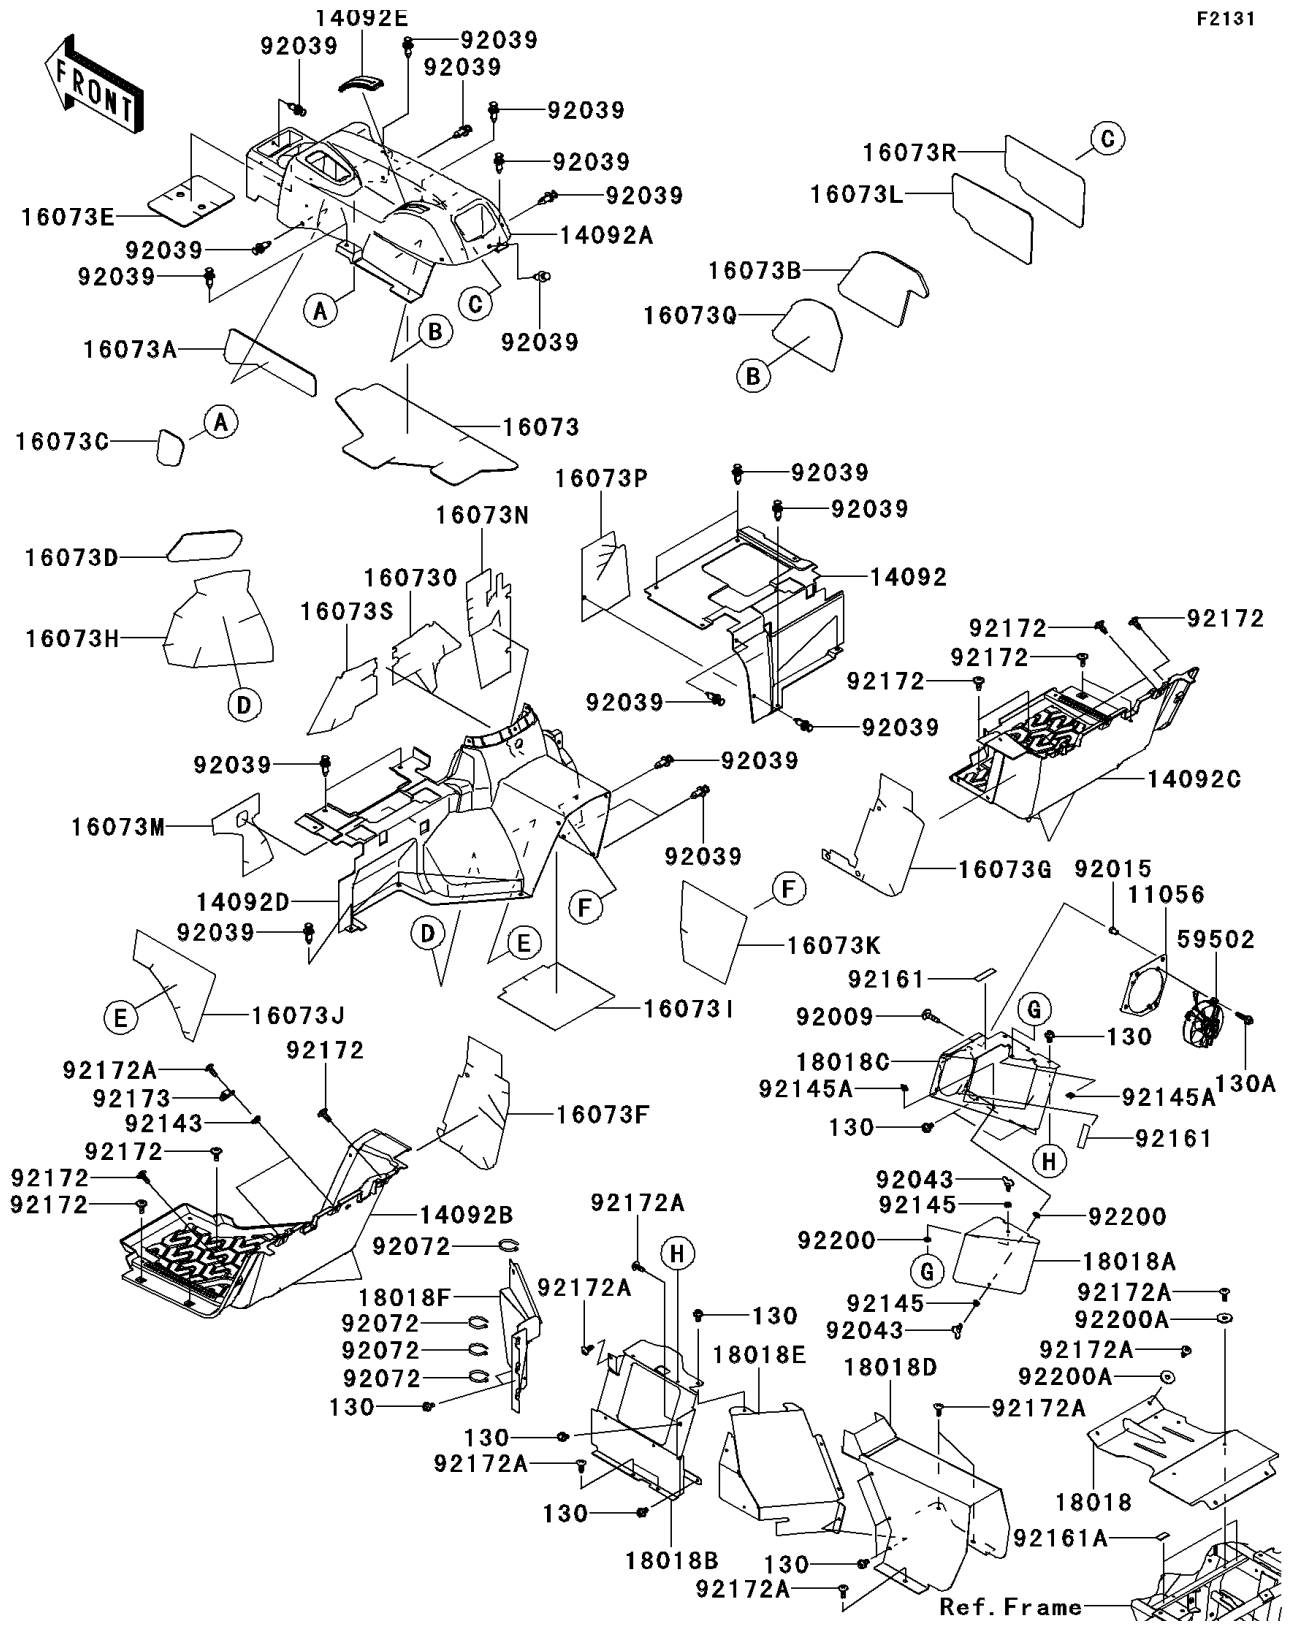 14092E
F2131
92039
92039
92039
FRONT
92039
C
16073R
92039
16073L
92039
16073E
14092A
92039
92039
16073B
A
C
16073Q
B
92039
16073A
B
A
16073C
16073
92039
16073P
92039
16073N
16073D
14092
16073O
16073S
92172
92172
16073H
92172
92172
D
92039
92039
92039
92039
14092C
16073M
92039
16073G
92015
F
11056
14092D
F
92039
D
E
59502
16073K
92161
E
16073J
16073I
G
92009
130
92172
18018C
92172A
92145A
130A
92173
92145A
16073F
92143
130
92161
92172
H
92172
92043
92172
92172A
92145
14092B
92200
92072
H
92200
18018A
G
92172A
18018F
92145
92172A
130
92072
92043
92200A
92072
18018E
92172A
92072
18018D
92200A
130
92172A
130
92172A
18018
130
92161A
18018B
130
92172A
Ref.Frame